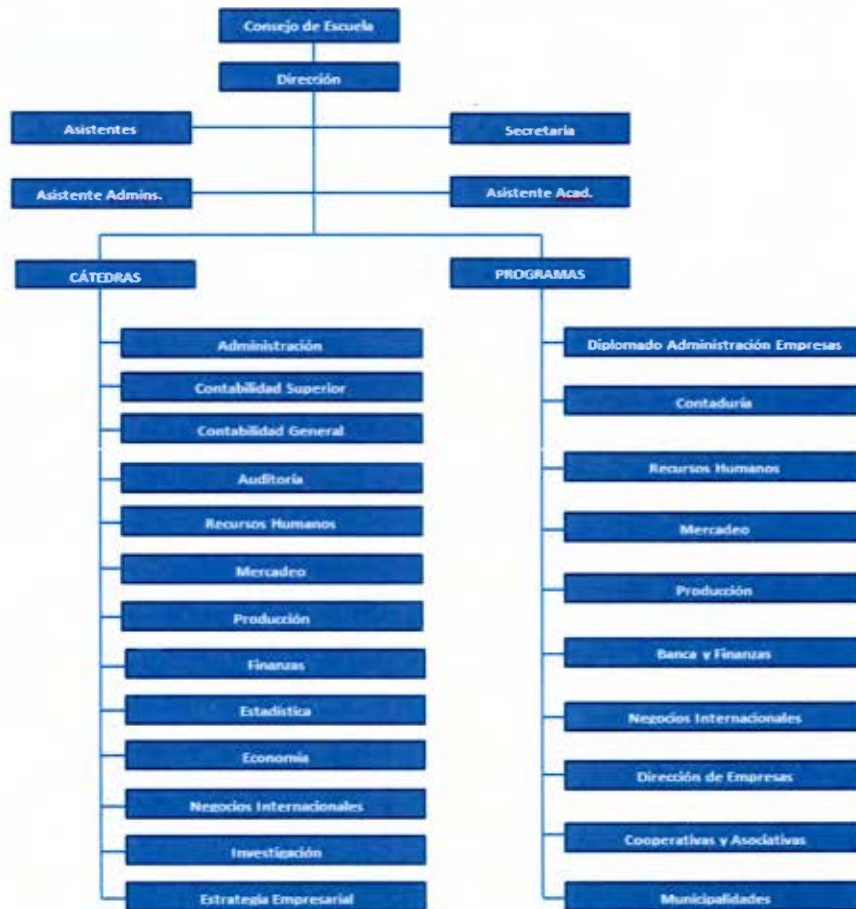 Consejo de Escuela
Dirección
Asistentes
Secretaria
Asistente Admins.
Asistente Acad.
CÁTEDRAS
Administración
Contabilidad Superior
Contabilidad General
Auditoría
Recursos Humanos
Mercadeo
Producción
Finanzas
Estadística
Economía
Negocios Internacionales
Investigación
Estrategia Empresarial
PROGRAMAS
Diplomado Administración Empresas
Contaduría
Recursos Humanos
Mercadeo
Producción
Banca y Finanzas
Negocios Internacionales
Dirección de Empresas
Cooperativas y Asociativas
Municipalidades